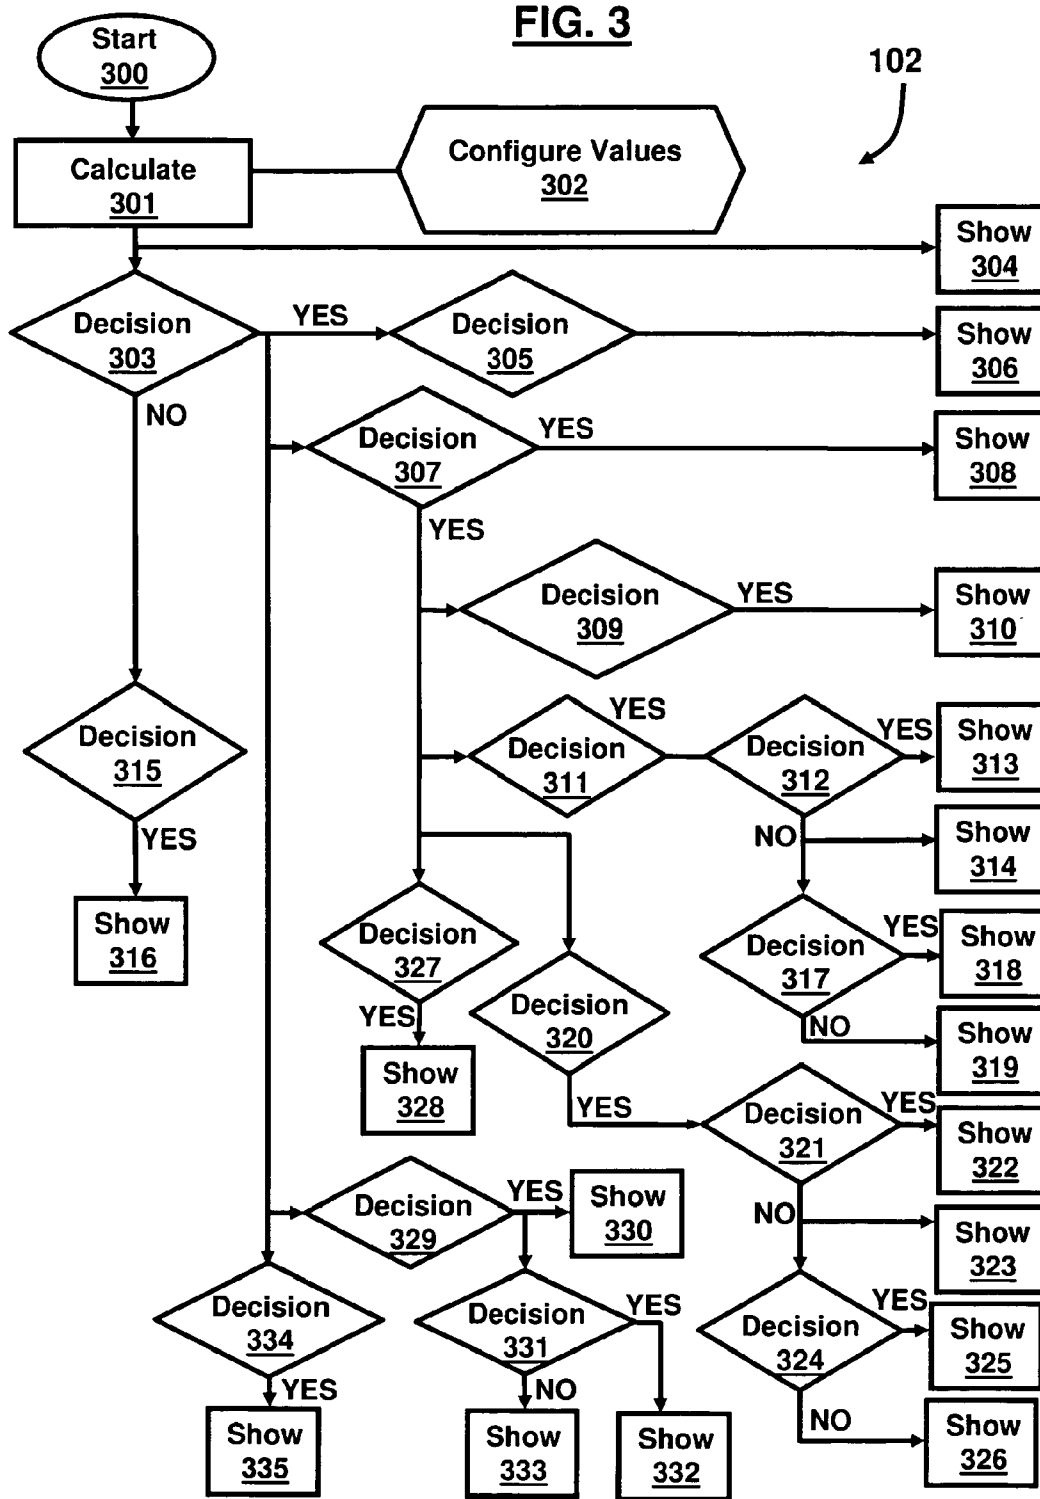 FIG. 3
Start
300
102
Calculate
301
Configure Values
302
Show
304
Decision
303
YES
Decision
305
Show
306
NO
Decision
307
YES
Show
308
YES
Decision
309
YES
Show
310
Decision
315
YES
Decision
311
YES
Decision
312
YES
Show
313
NO
Show
314
Show
316
Decision
327
YES
Decision
320
Decision
317
YES
Show
318
NO
Show
319
Show
328
YES
Decision
321
YES
Show
322
Decision
329
YES
Show
330
NO
Show
323
Decision
334
YES
Decision
331
YES
NO
Decision
324
YES
Show
325
NO
Show
326
Show
335
Show
333
Show
332